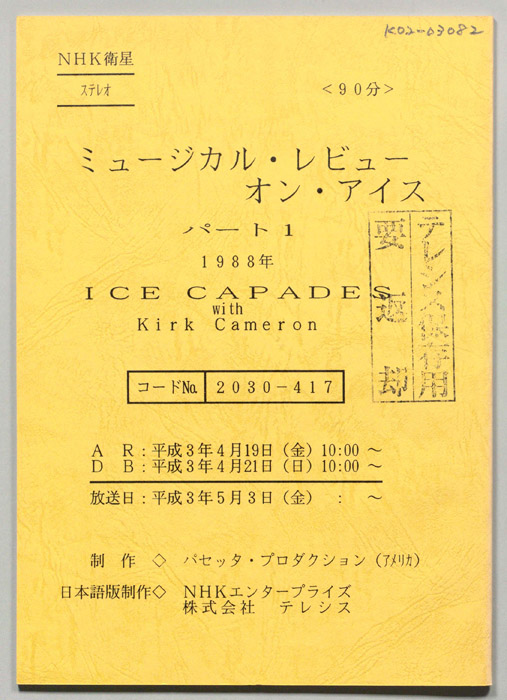 K02-03082
NHK衛星
ステレオ
<90分>
ミュージカル・レビュー
オン・アイス
パート1
1988年
ICE CAPADES
with
Kirk Cameron
テレシス保存用
要返却
コードNo. 2030-417
AR:平成3年4月19日(金)10:00 ~
DB:平成3年4月21日(日)10:00 ~
放送日:平成3年5月3日(金) : ~
制作◇ パセッタ・プロダクション(アメリカ)
日本語版制作◇ NHKエンタープライズ
株式会社 テレシス